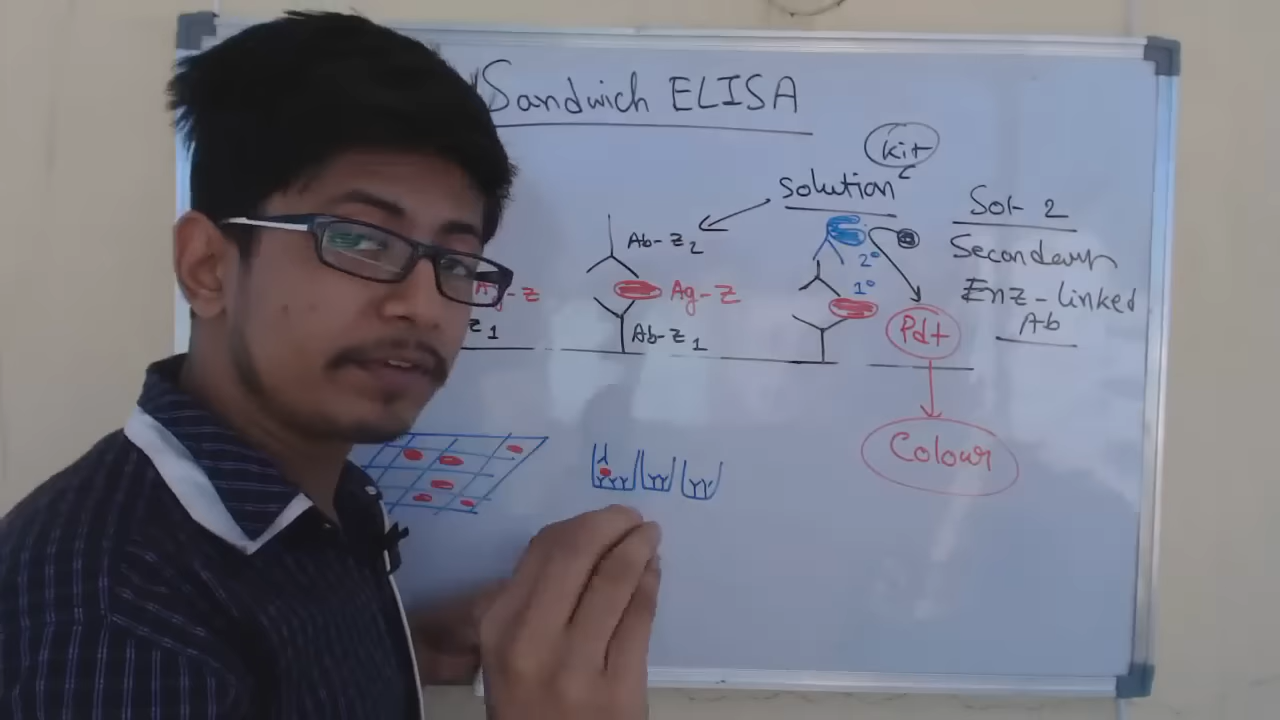 Sandwich ELISA
Kit
Solution
Sol- 2
Secondary
Enz-linked
Ab
Ab-Z2
Ag-Z
Ab-Z1
Ag-Z
Z1
2°
1°
Pdt
Colour